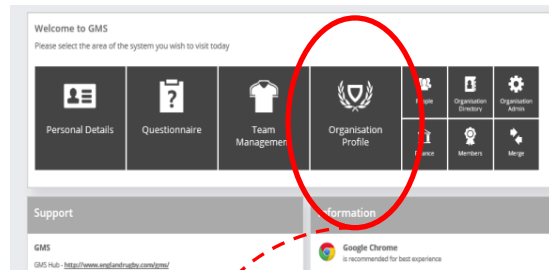 Welcome to GMS
Please select the area of the system you wish to visit today
Personal Details
Questionnaire
?
Team
Management
Organisation
Profile
People
Organisation
Directory
Organisation
Admin
Finance
Members
Merge
Support
Information
GMS
GMS Hub - http://www.englandrugby.com/gms/
Google Chrome
is recommended for best experience